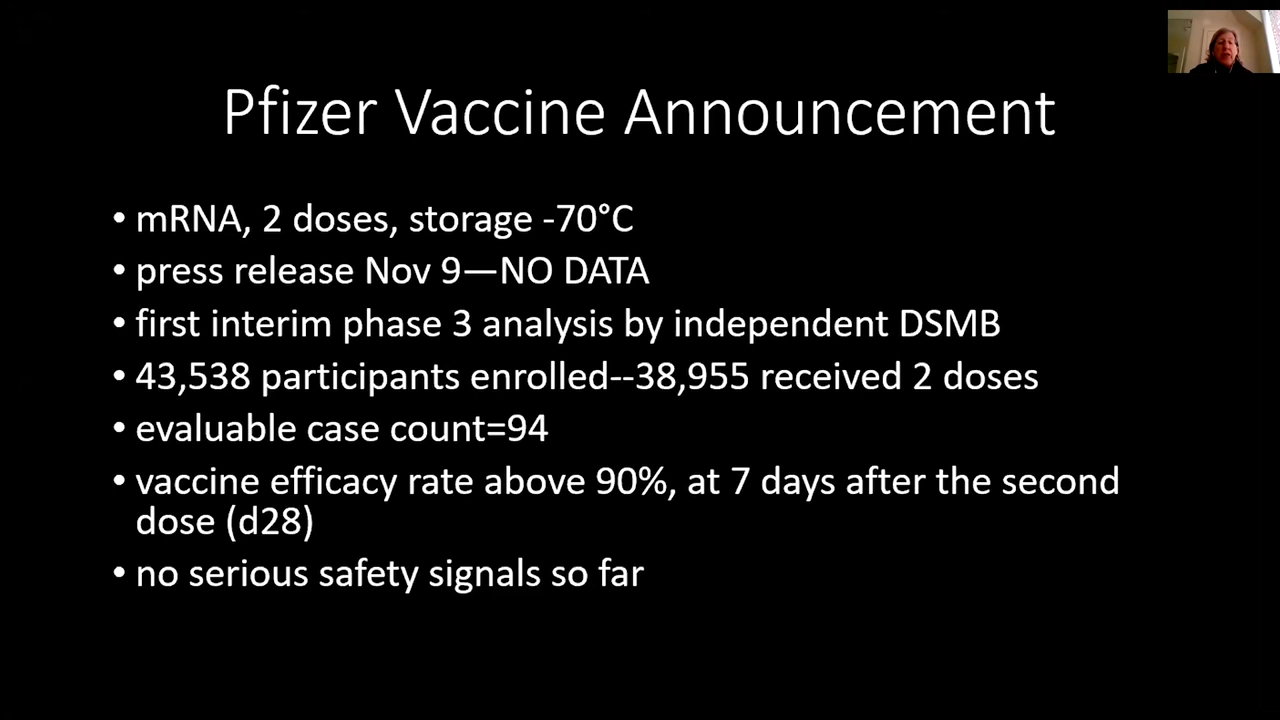 Pfizer Vaccine Announcement
• mRNA, 2 doses, storage -70°C
• press release Nov 9—NO DATA
• first interim phase 3 analysis by independent DSMB
• 43,538 participants enrolled--38,955 received 2 doses
• evaluable case count=94
• vaccine efficacy rate above 90%, at 7 days after the second
dose (d28)
• no serious safety signals so far